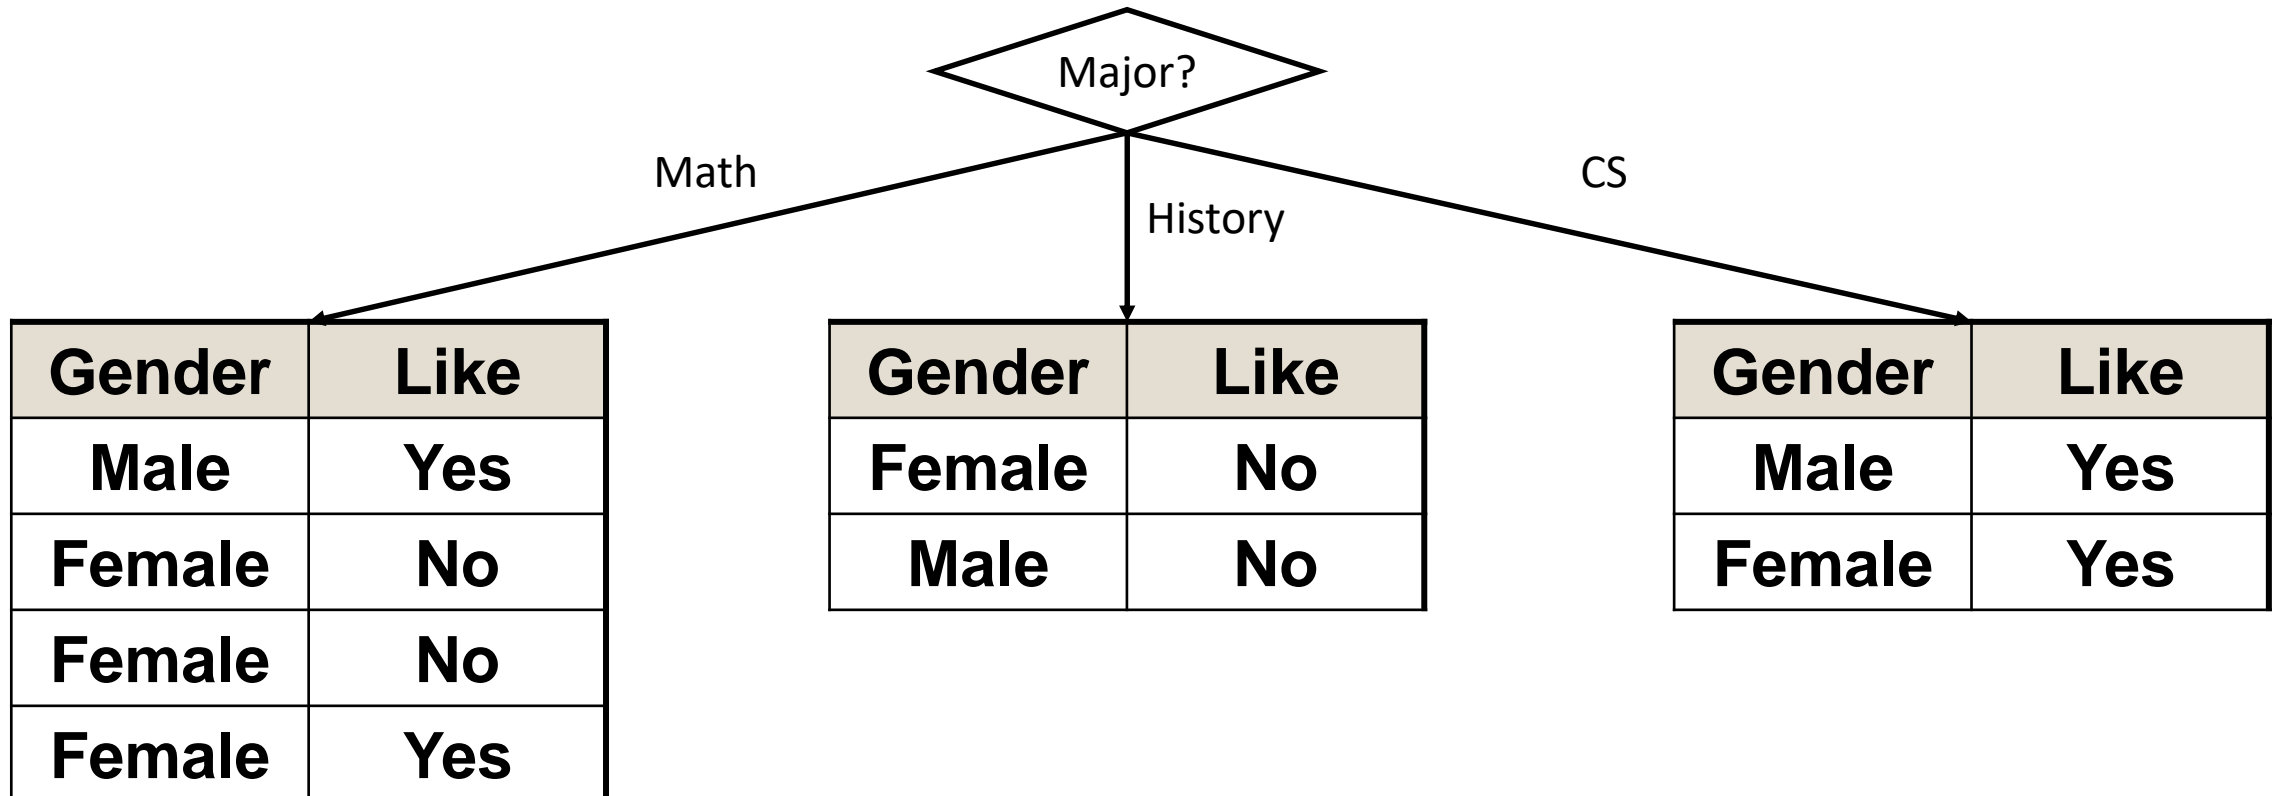 Major?
Math
History
CS
Gender Like
Male Yes
Female No
Female No
Female Yes
Gender Like
Female No
Male No
Gender Like
Male Yes
Female Yes